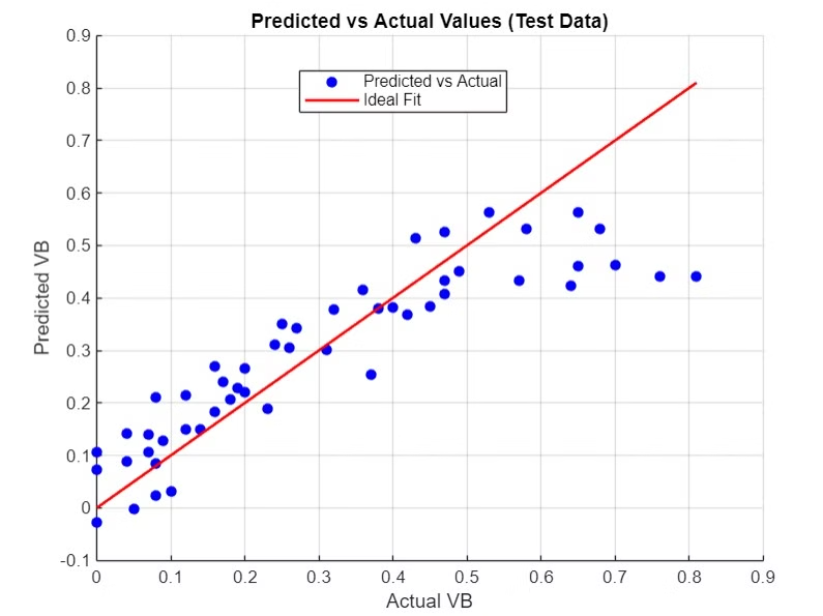 Predicted vs Actual Values (Test Data)
0.9
0.8
0.7
0.6
0.5
0.4
0.3
0.2
0.1
0
-0.1
Predicted VB
Predicted vs Actual
Ideal Fit
0 0.1 0.2 0.3 0.4 0.5 0.6 0.7 0.8 0.9
Actual VB